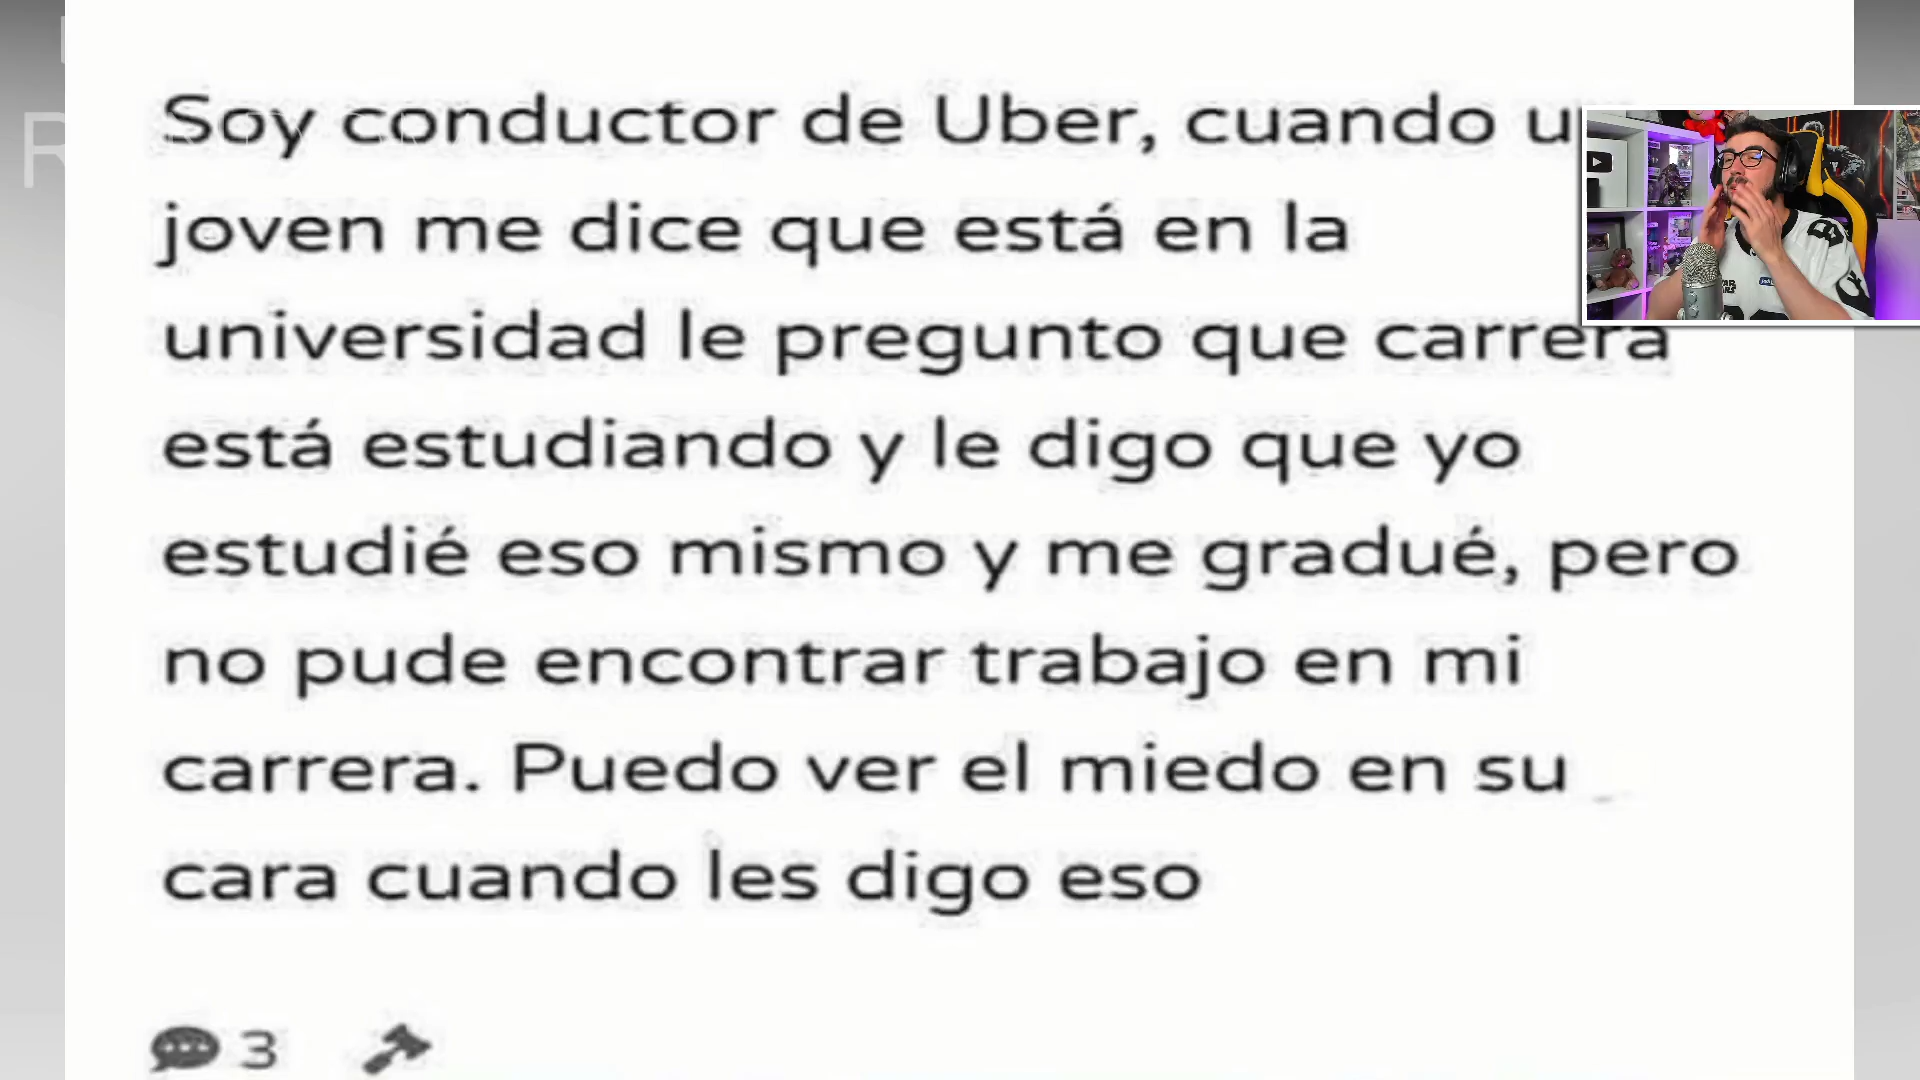 Soy conductor de Uber, cuando
joven me dice que está en la
universidad le pregunto que carrera
está estudiando y le digo que yo
estudié eso mismo y me gradué, pero
no pude encontrar trabajo en mi
carrera. Puedo ver el miedo en su
cara cuando les digo eso
3